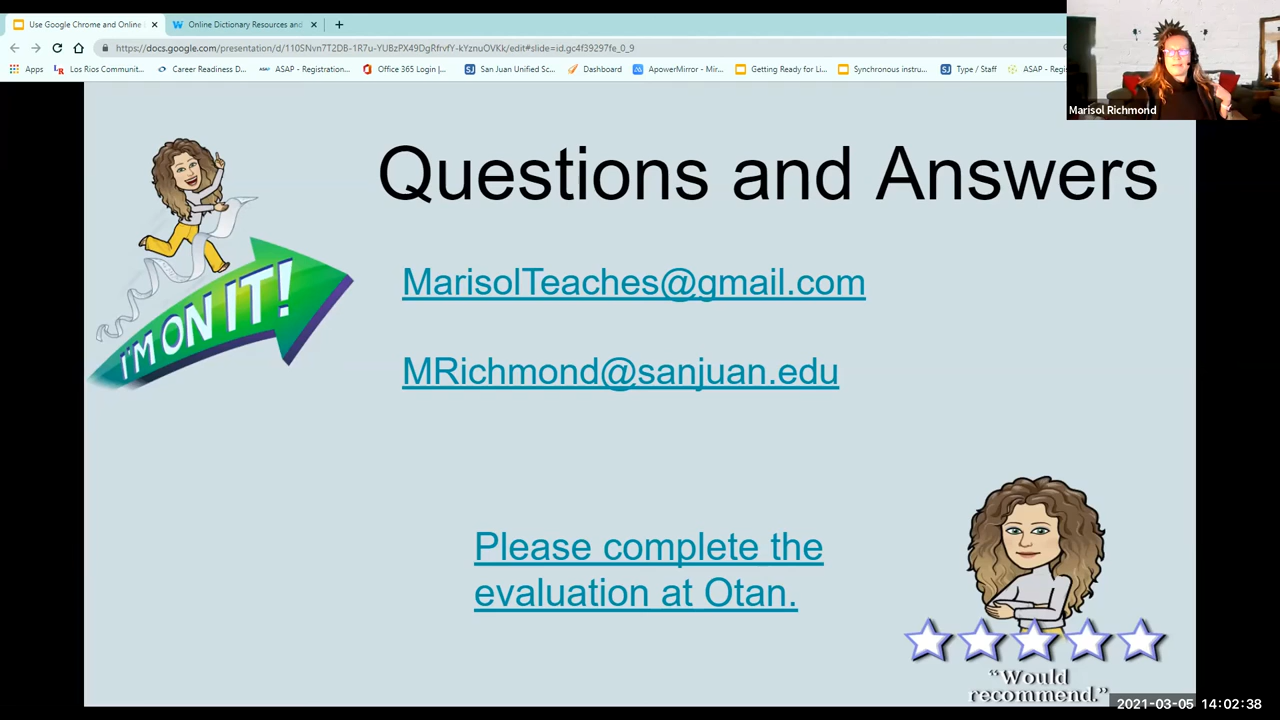 Use Google Chrome and Online
Online Dictionary Resources and
https://docs.google.com/presentation/d/110SNvn7T2DB-1R7u-YUBzPX49DgRfrvfY-kYznuOVKk/edit#slide=id.gc4f39297fe_0_9
Apps
Los Rios Communit...
Career Readiness D...
ASAP - Registration...
Office 365 Login |...
San Juan Unified Sc...
Dashboard
ApowerMirror - Mir...
Getting Ready for Li...
Synchronous instru...
Type / Staff
ASAP - Regis
Marisol Richmond
Questions and Answers
I'M ON IT!
MarisolTeaches@gmail.com
MRichmond@sanjuan.edu
Please complete the
evaluation at Otan.
"Would
recommend."
2021-03-05 14:02:38